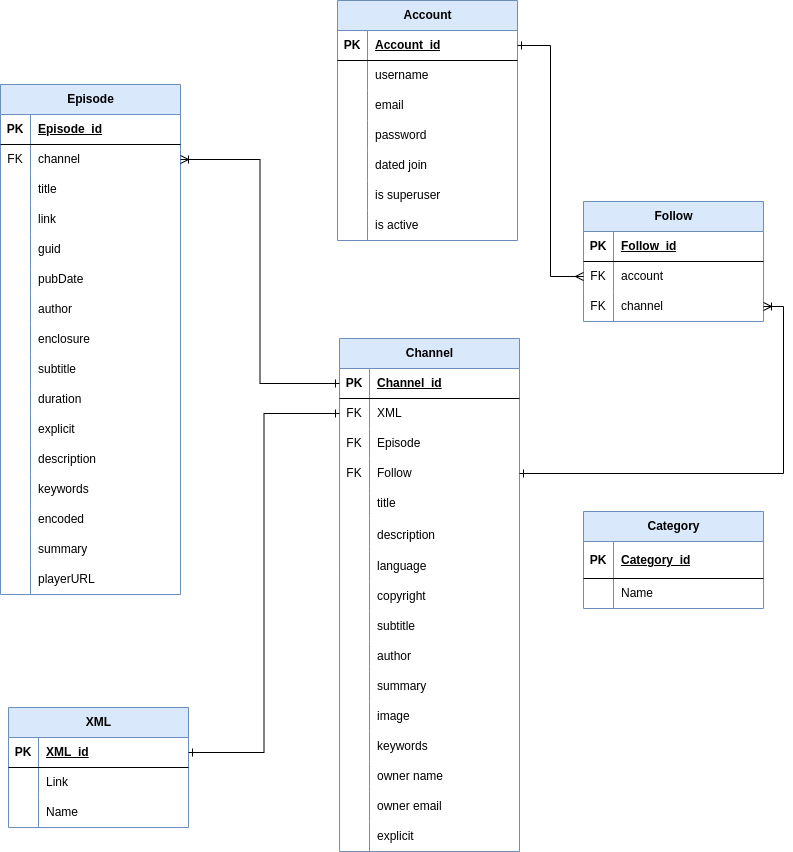 Account
PK Account_id
username
email
password
dated join
is superuser
is active
Episode
PK Episode_id
FK channel
title
link
guid
pubDate
author
enclosure
subtitle
duration
explicit
description
keywords
encoded
summary
playerURL
Follow
PK Follow_id
FK account
FK channel
Channel
PK Channel_id
FK XML
FK Episode
FK Follow
title
description
language
copyright
subtitle
author
summary
image
keywords
owner name
owner email
explicit
Category
PK Category_id
Name
XML
PK XML_id
Link
Name